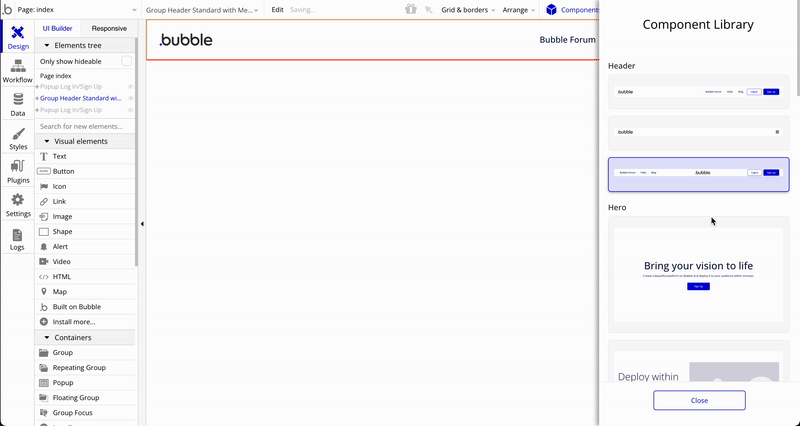 Page: index
Group Header Standard with Me...
Edit
Saving...
Grid & borders
Arrange
Components
Design
Workflow
Data
Styles
Plugins
Settings
Logs
UI Builder
Responsive
Elements tree
Only show hideable
Page index
Popup Log In/Sign Up
Group Header Standard wi...
Popup Log In/Sign Up
Search for new elements...
Visual elements
Text
Button
Icon
Link
Image
Shape
Alert
Video
</> HTML
Map
Built on Bubble
Install more...
Containers
Group
Repeating Group
Popup
Floating Group
Group Focus
.bubble
Bubble Forum
Component Library
Header
.bubble
Bubble Forum
FAQs
Blog
Log in
Sign up
.bubble
Bubble Forum
FAQs
Blog
.bubble
Log in
Sign up
Hero
Bring your vision to life
Create a beautiful platform on Bubble and deploy it to your audience within minutes.
Sign Up
Deploy within
Close